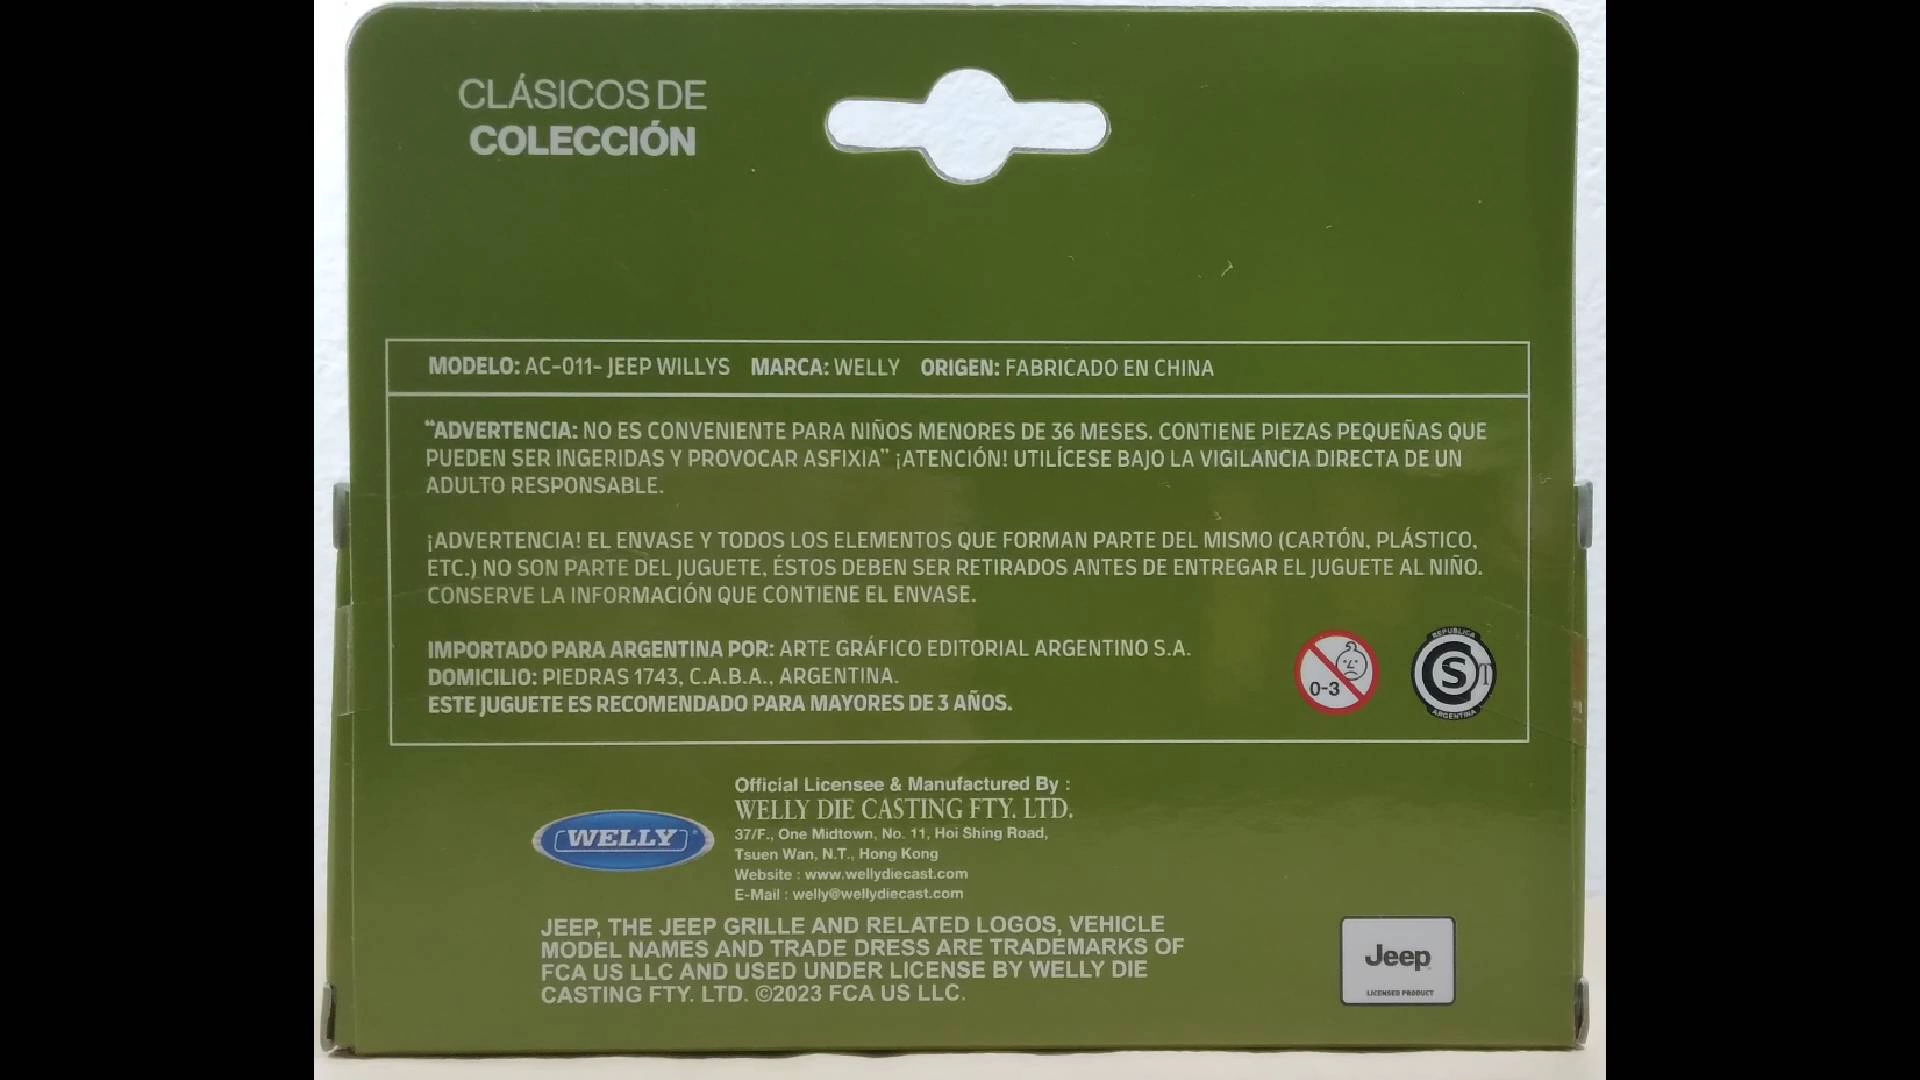 CLÁSICOS DE
COLECCIÓN
MODELO: AC-011- JEEP WILLYS MARCA: WELLY ORIGEN: FABRICADO EN CHINA
“ADVERTENCIA: NO ES CONVENIENTE PARA NIÑOS MENORES DE 36 MESES. CONTIENE PIEZAS PEQUEÑAS QUE
PUEDEN SER INGERIDAS Y PROVOCAR ASFIXIA” ¡ATENCIÓN! UTILÍCESE BAJO LA VIGILANCIA DIRECTA DE UN
ADULTO RESPONSABLE.
¡ADVERTENCIA! EL ENVASE Y TODOS LOS ELEMENTOS QUE FORMAN PARTE DEL MISMO (CARTÓN, PLÁSTICO,
ETC.) NO SON PARTE DEL JUGUETE, ÉSTOS DEBEN SER RETIRADOS ANTES DE ENTREGAR EL JUGUETE AL NIÑO.
CONSERVE LA INFORMACIÓN QUE CONTIENE EL ENVASE.
IMPORTADO PARA ARGENTINA POR: ARTE GRÁFICO EDITORIAL ARGENTINO S.A.
DOMICILIO: PIEDRAS 1743, C.A.B.A., ARGENTINA.
ESTE JUGUETE ES RECOMENDADO PARA MAYORES DE 3 AÑOS.
0-3
REPUBLICA
S T
ARGENTINA
Official Licensee & Manufactured By :
WELLY DIE CASTING FTY. LTD.
37/F., One Midtown, No. 11, Hoi Shing Road,
Tsuen Wan, N.T., Hong Kong
Website : www.wellydiecast.com
E-Mail : welly@wellydiecast.com
WELLY
JEEP, THE JEEP GRILLE AND RELATED LOGOS, VEHICLE
MODEL NAMES AND TRADE DRESS ARE TRADEMARKS OF
FCA US LLC AND USED UNDER LICENSE BY WELLY DIE
CASTING FTY. LTD. ©2023 FCA US LLC.
Jeep
LICENSED PRODUCT